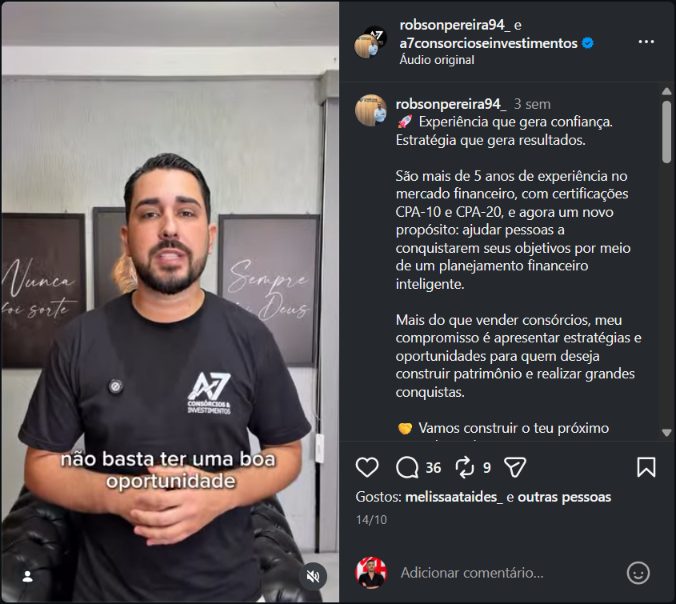 robsonpereira94_ e
a7consorcioseinvestimentos
Áudio original
robsonpereira94_ 3 sem
🚀 Experiência que gera confiança.
Estratégia que gera resultados.
São mais de 5 anos de experiência no
mercado financeiro, com certificações
CPA-10 e CPA-20, e agora um novo
propósito: ajudar pessoas a
conquistarem seus objetivos por meio
de um planejamento financeiro
inteligente.
Mais do que vender consórcios, meu
compromisso é apresentar estratégias e
oportunidades para quem deseja
construir patrimônio e realizar grandes
conquistas.
🤝 Vamos construir o teu próximo
36 9
Gostos: melissaataides_ e outras pessoas
14/10
Adicionar comentário...
Nunca
foi sorte
Sempre
foi Deus
A7
CONSÓRCIOS &
INVESTIMENTOS
não basta ter uma boa
oportunidade